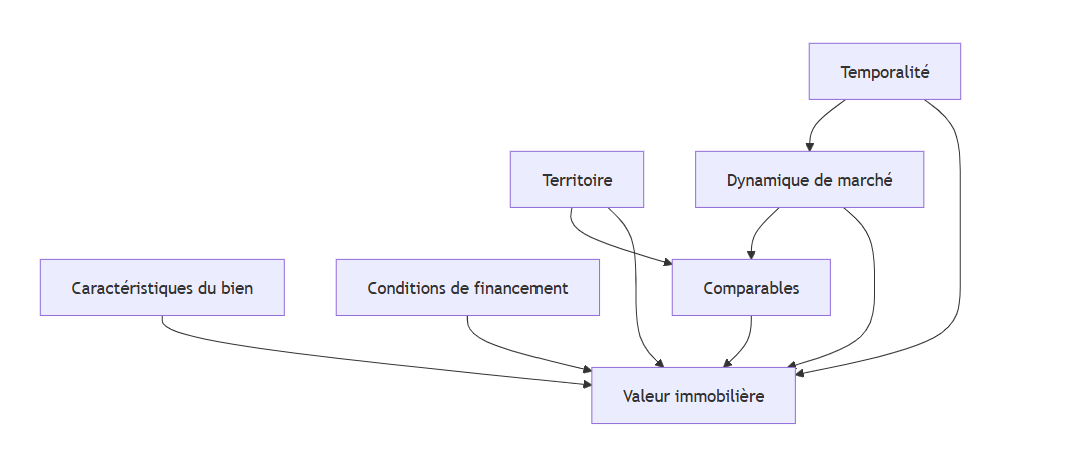 Temporalité
Territoire
Dynamique de marché
Caractéristiques du bien
Conditions de financement
Comparables
Valeur immobilière